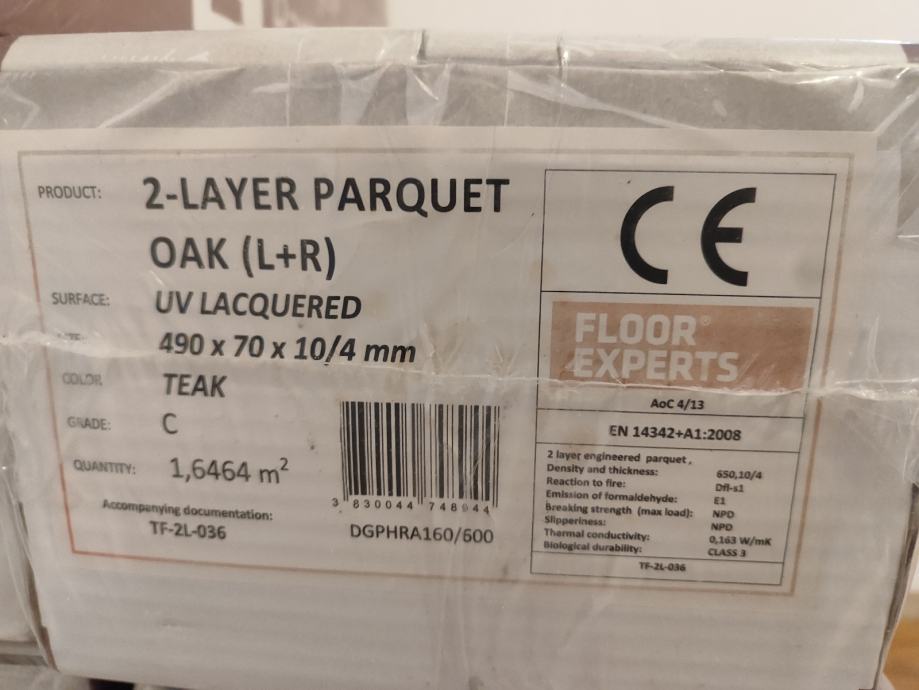 PRODUCT: 2-LAYER PARQUET
OAK (L+R)
SURFACE: UV LACQUERED
490 x 70 x 10/4 mm
COLOR TEAK
GRADE: C
QUANTITY: 1,6464 m²
Accompanying documentation:
TF-2L-036
3 830044 748944
DGPHRA160/600
CE
FLOOR®
EXPERTS
AoC 4/13
EN 14342+A1:2008
2 layer engineered parquet,
Density and thickness: 650,10/4
Reaction to fire: Dfl-s1
Emission of formaldehyde: E1
Breaking strength (max load): NPD
Slipperiness: NPD
Thermal conductivity: 0,163 W/mK
Biological durability: CLASS 3
TF-2L-036